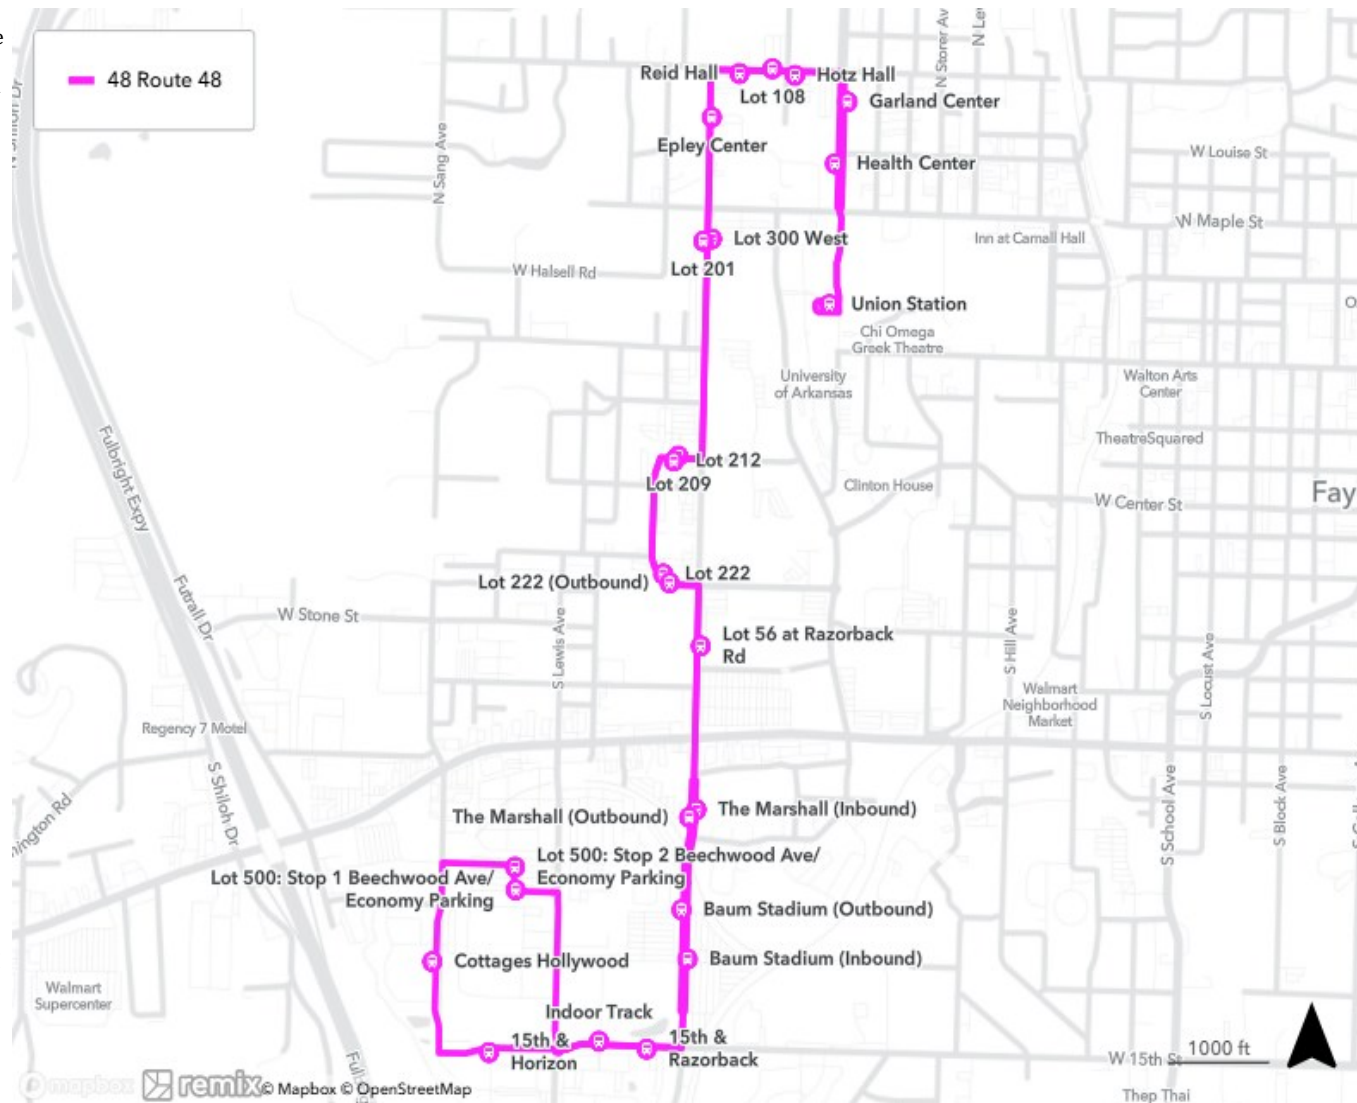 e
48 Route 48
N Shiloh Dr
N Sang Ave
N Storer Av
N Le
Reid Hall
Hotz Hall
Lot 108
Garland Center
Epley Center
Health Center
W Louise St
N Maple St
Lot 300 West
Inn at Carnall Hall
Lot 201
W Halsell Rd
Union Station
Chi Omega
Greek Theatre
University
of Arkansas
Walton Arts
Center
TheatreSquared
Lot 212
Lot 209
Clinton House
W Center St
Fay
Fulbright Expy
Lot 222
Lot 222 (Outbound)
Futrall Dr
W Stone St
S Lewis Ave
Lot 56 at Razorback
Rd
S Hill Ave
S Locust Ave
Walmart
Neighborhood
Market
Regency 7 Motel
S Shiloh Dr
mington Rd
The Marshall (Outbound)
The Marshall (Inbound)
S School Ave
S Block Ave
Lot 500: Stop 2 Beechwood Ave/
Economy Parking
Lot 500: Stop 1 Beechwood Ave/
Economy Parking
Baum Stadium (Outbound)
Cottages Hollywood
Baum Stadium (Inbound)
Walmart
Supercenter
Indoor Track
15th &
Horizon
15th &
Razorback
1000 ft
W 15th St
mapbox
remix
© Mapbox © OpenStreetMap
Thep Thai